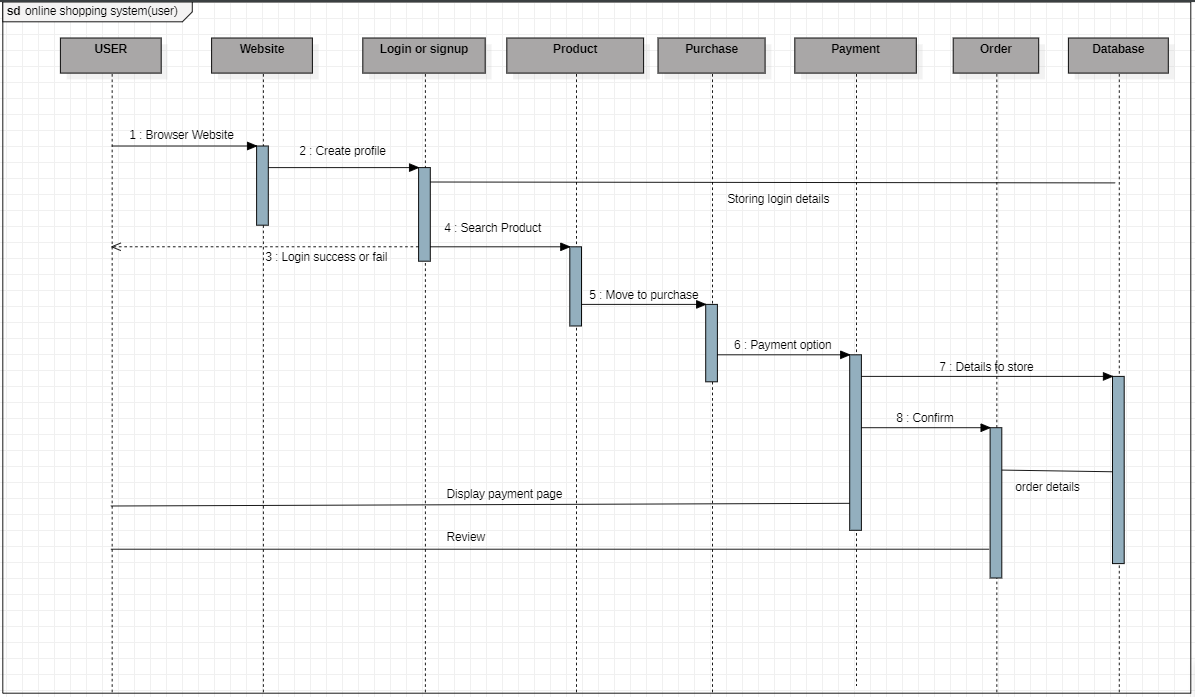 sd online shopping system(user)
USER
Website
Login or signup
Product
Purchase
Payment
Order
Database
1 : Browser Website
2 : Create profile
Storing login details
4 : Search Product
3 : Login success or fail
5 : Move to purchase
6 : Payment option
7 : Details to store
8 : Confirm
order details
Display payment page
Review